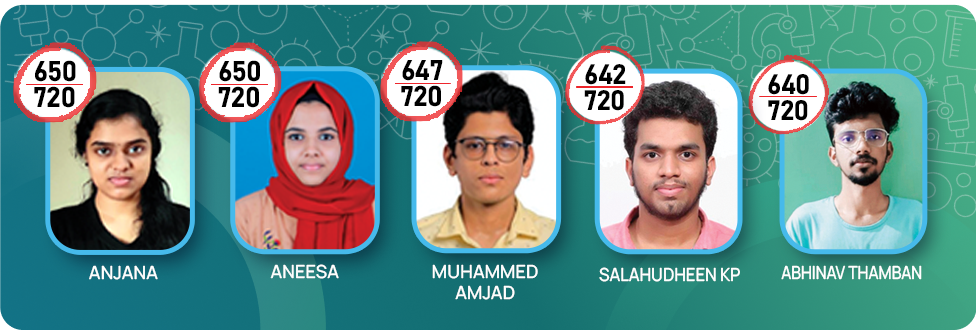 650
720
650
720
647
720
642
720
640
720
ANJANA
ANEESA
MUHAMMED
AMJAD
SALAHUDHEEN KP
ABHINAV THAMBAN